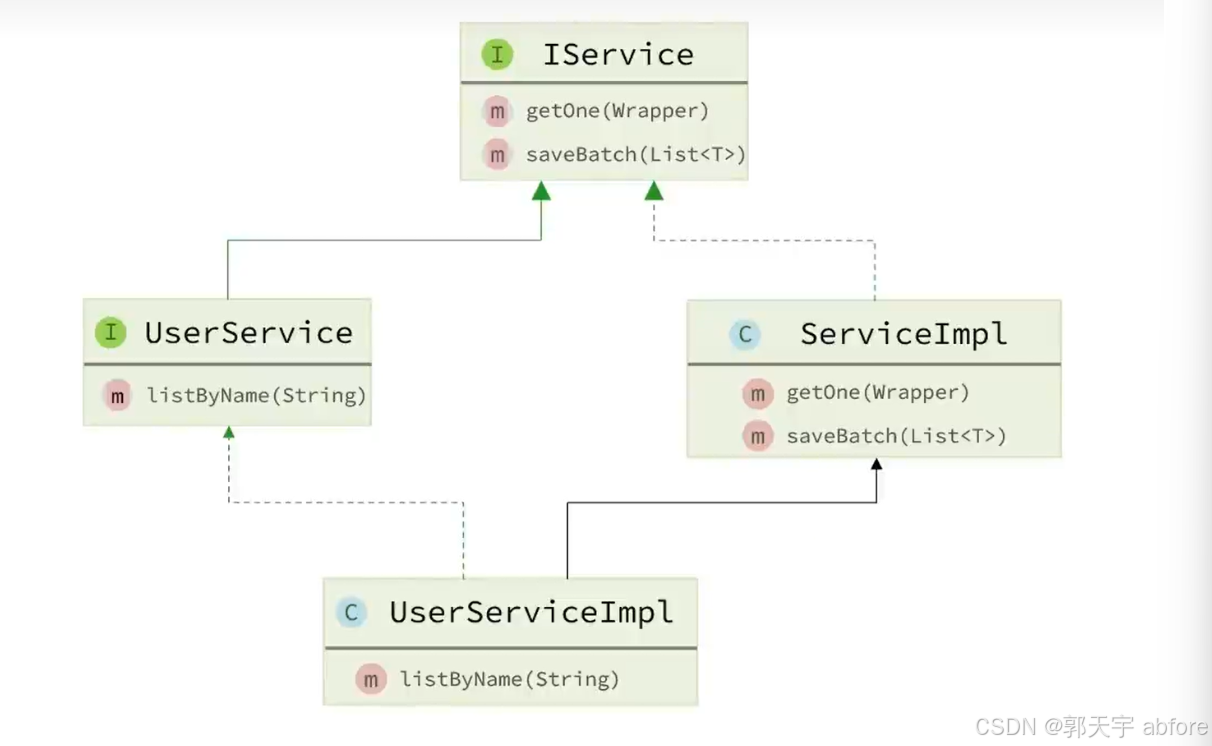 I IService
m getOne(Wrapper)
m saveBatch(List<T>)
I UserService
m listByName(String)
C ServiceImpl
m getOne(Wrapper)
m saveBatch(List<T>)
C UserServiceImpl
m listByName(String)
CSDN @郭天宇 abfore